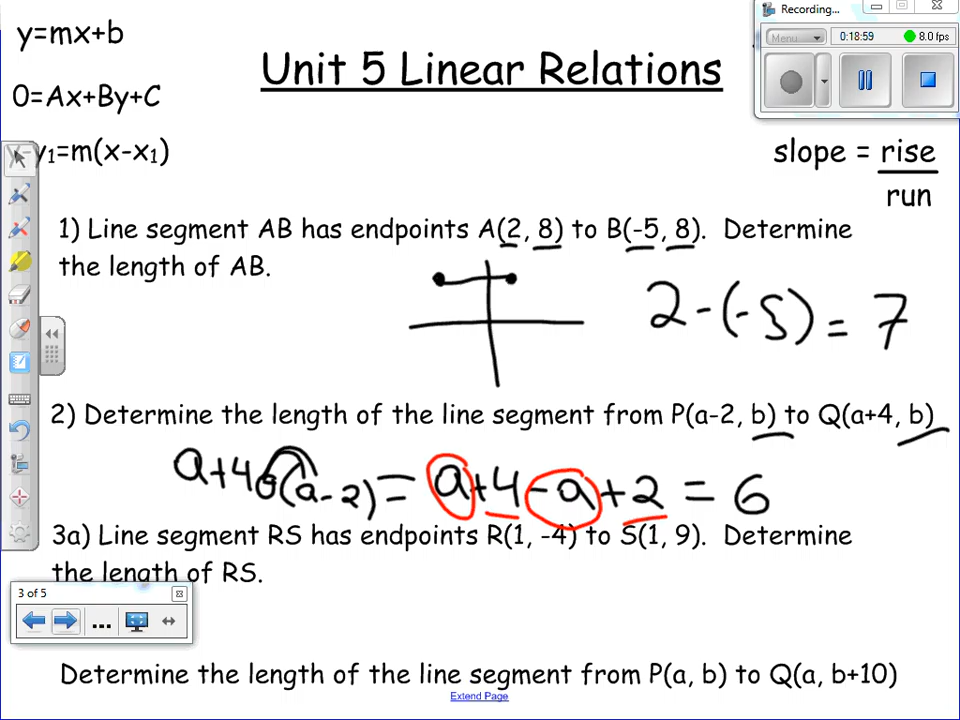 y=mx+b
Recording...
Menu
0:18:59
8.0 fps
Unit 5 Linear Relations
0=Ax+By+C
y₁=m(x-x₁)
slope = rise
run
1) Line segment AB has endpoints A(2, 8) to B(-5, 8). Determine
the length of AB.
2-(-5) = 7
2) Determine the length of the line segment from P(a-2, b) to Q(a+4, b)
a+4-(a-2) = a+4-a+2 = 6
3a) Line segment RS has endpoints R(1, -4) to S(1, 9). Determine
the length of RS.
3 of 5
...
Determine the length of the line segment from P(a, b) to Q(a, b+10)
Extend Page